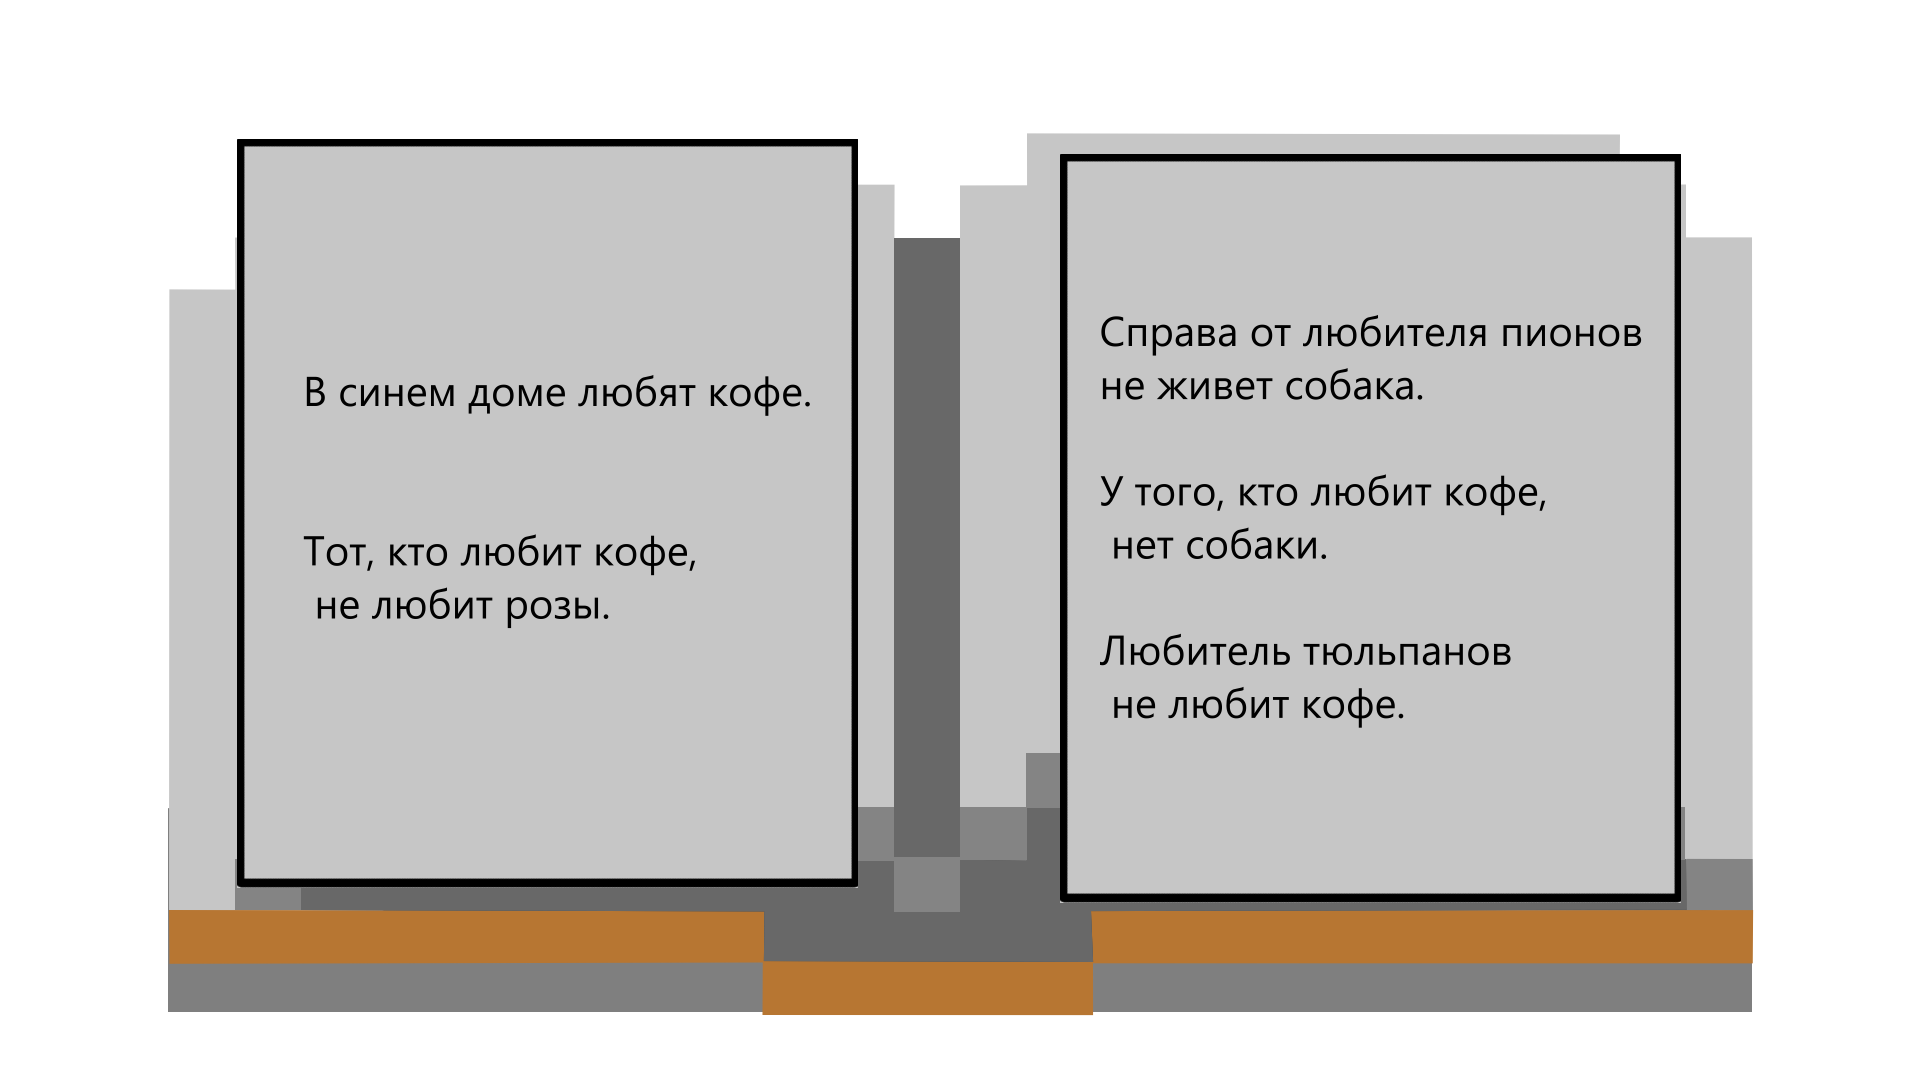 В синем доме любят кофе.
Тот, кто любит кофе,
не любит розы.
Справа от любителя пионов
не живет собака.
У того, кто любит кофе,
нет собаки.
Любитель тюльпанов
не любит кофе.